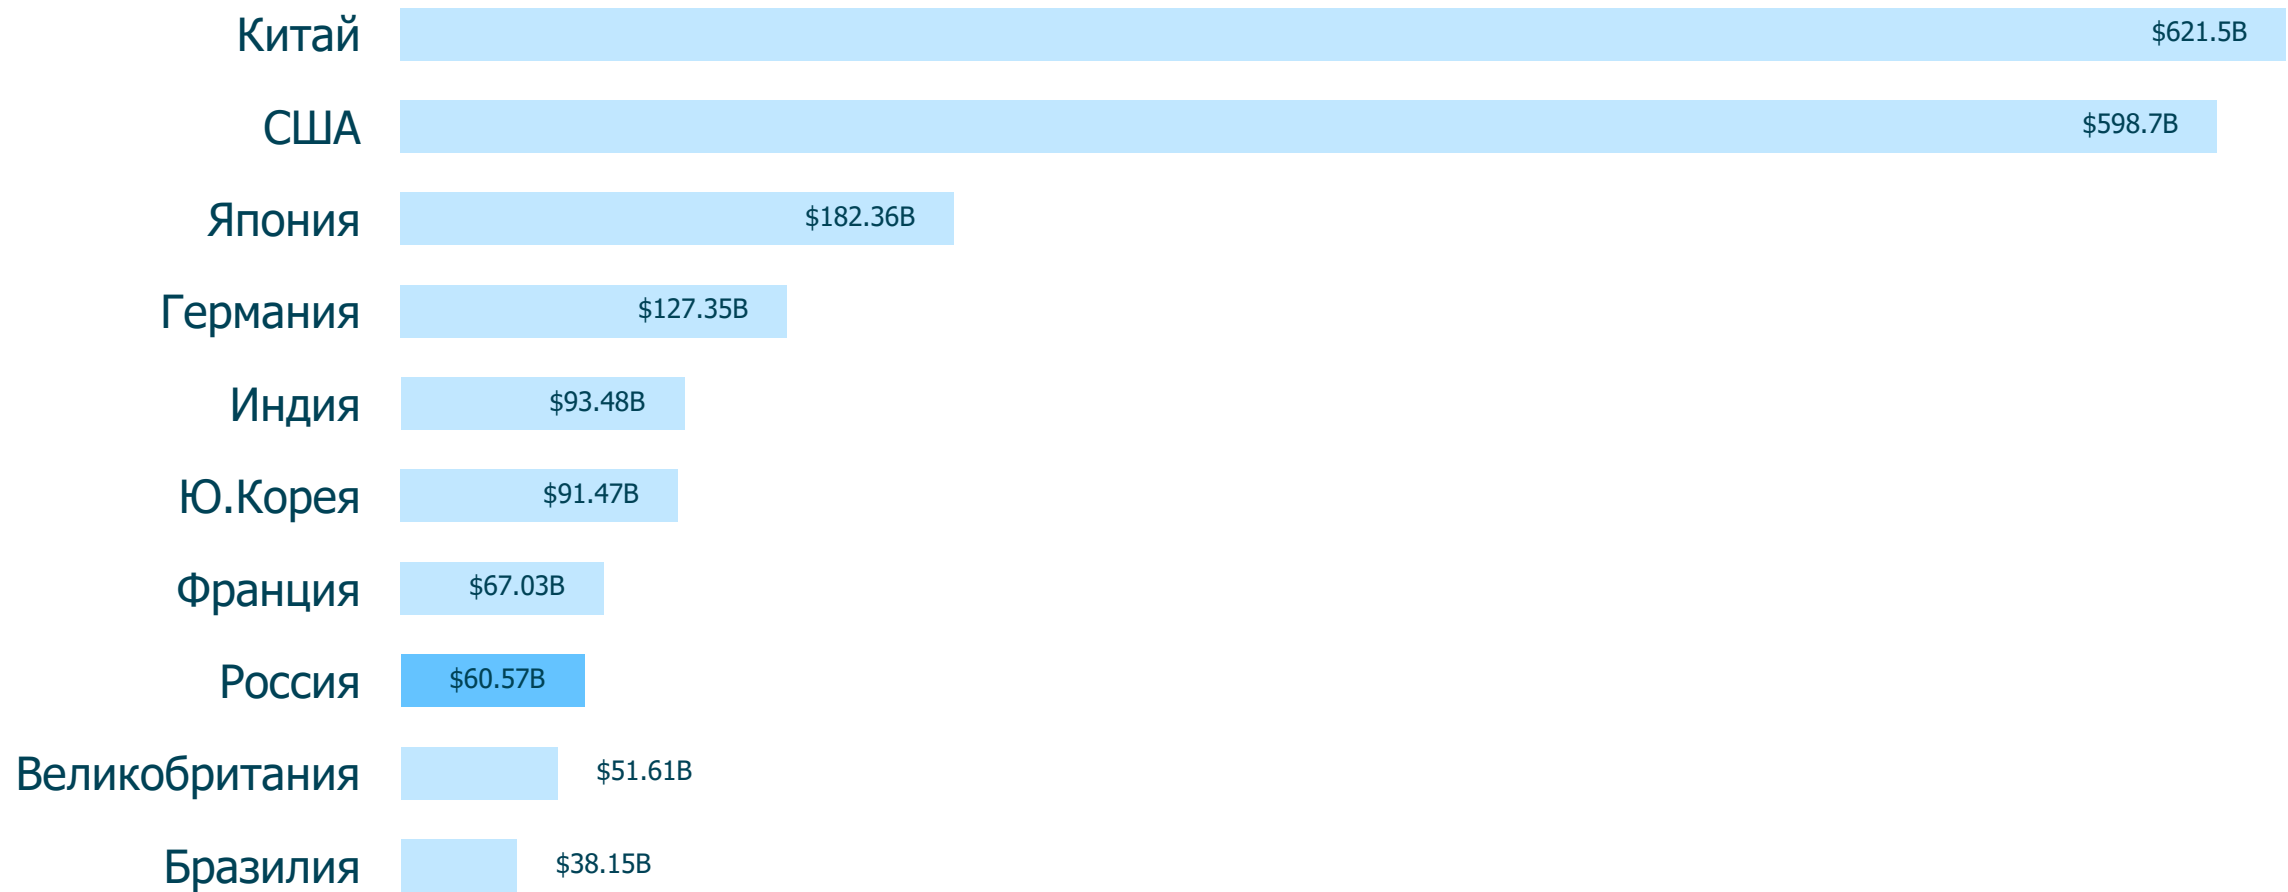 Китай $621.5B
США $598.7B
Япония $182.36B
Германия $127.35B
Индия $93.48B
Ю.Корея $91.47B
Франция $67.03B
Россия $60.57B
Великобритания $51.61B
Бразилия $38.15B